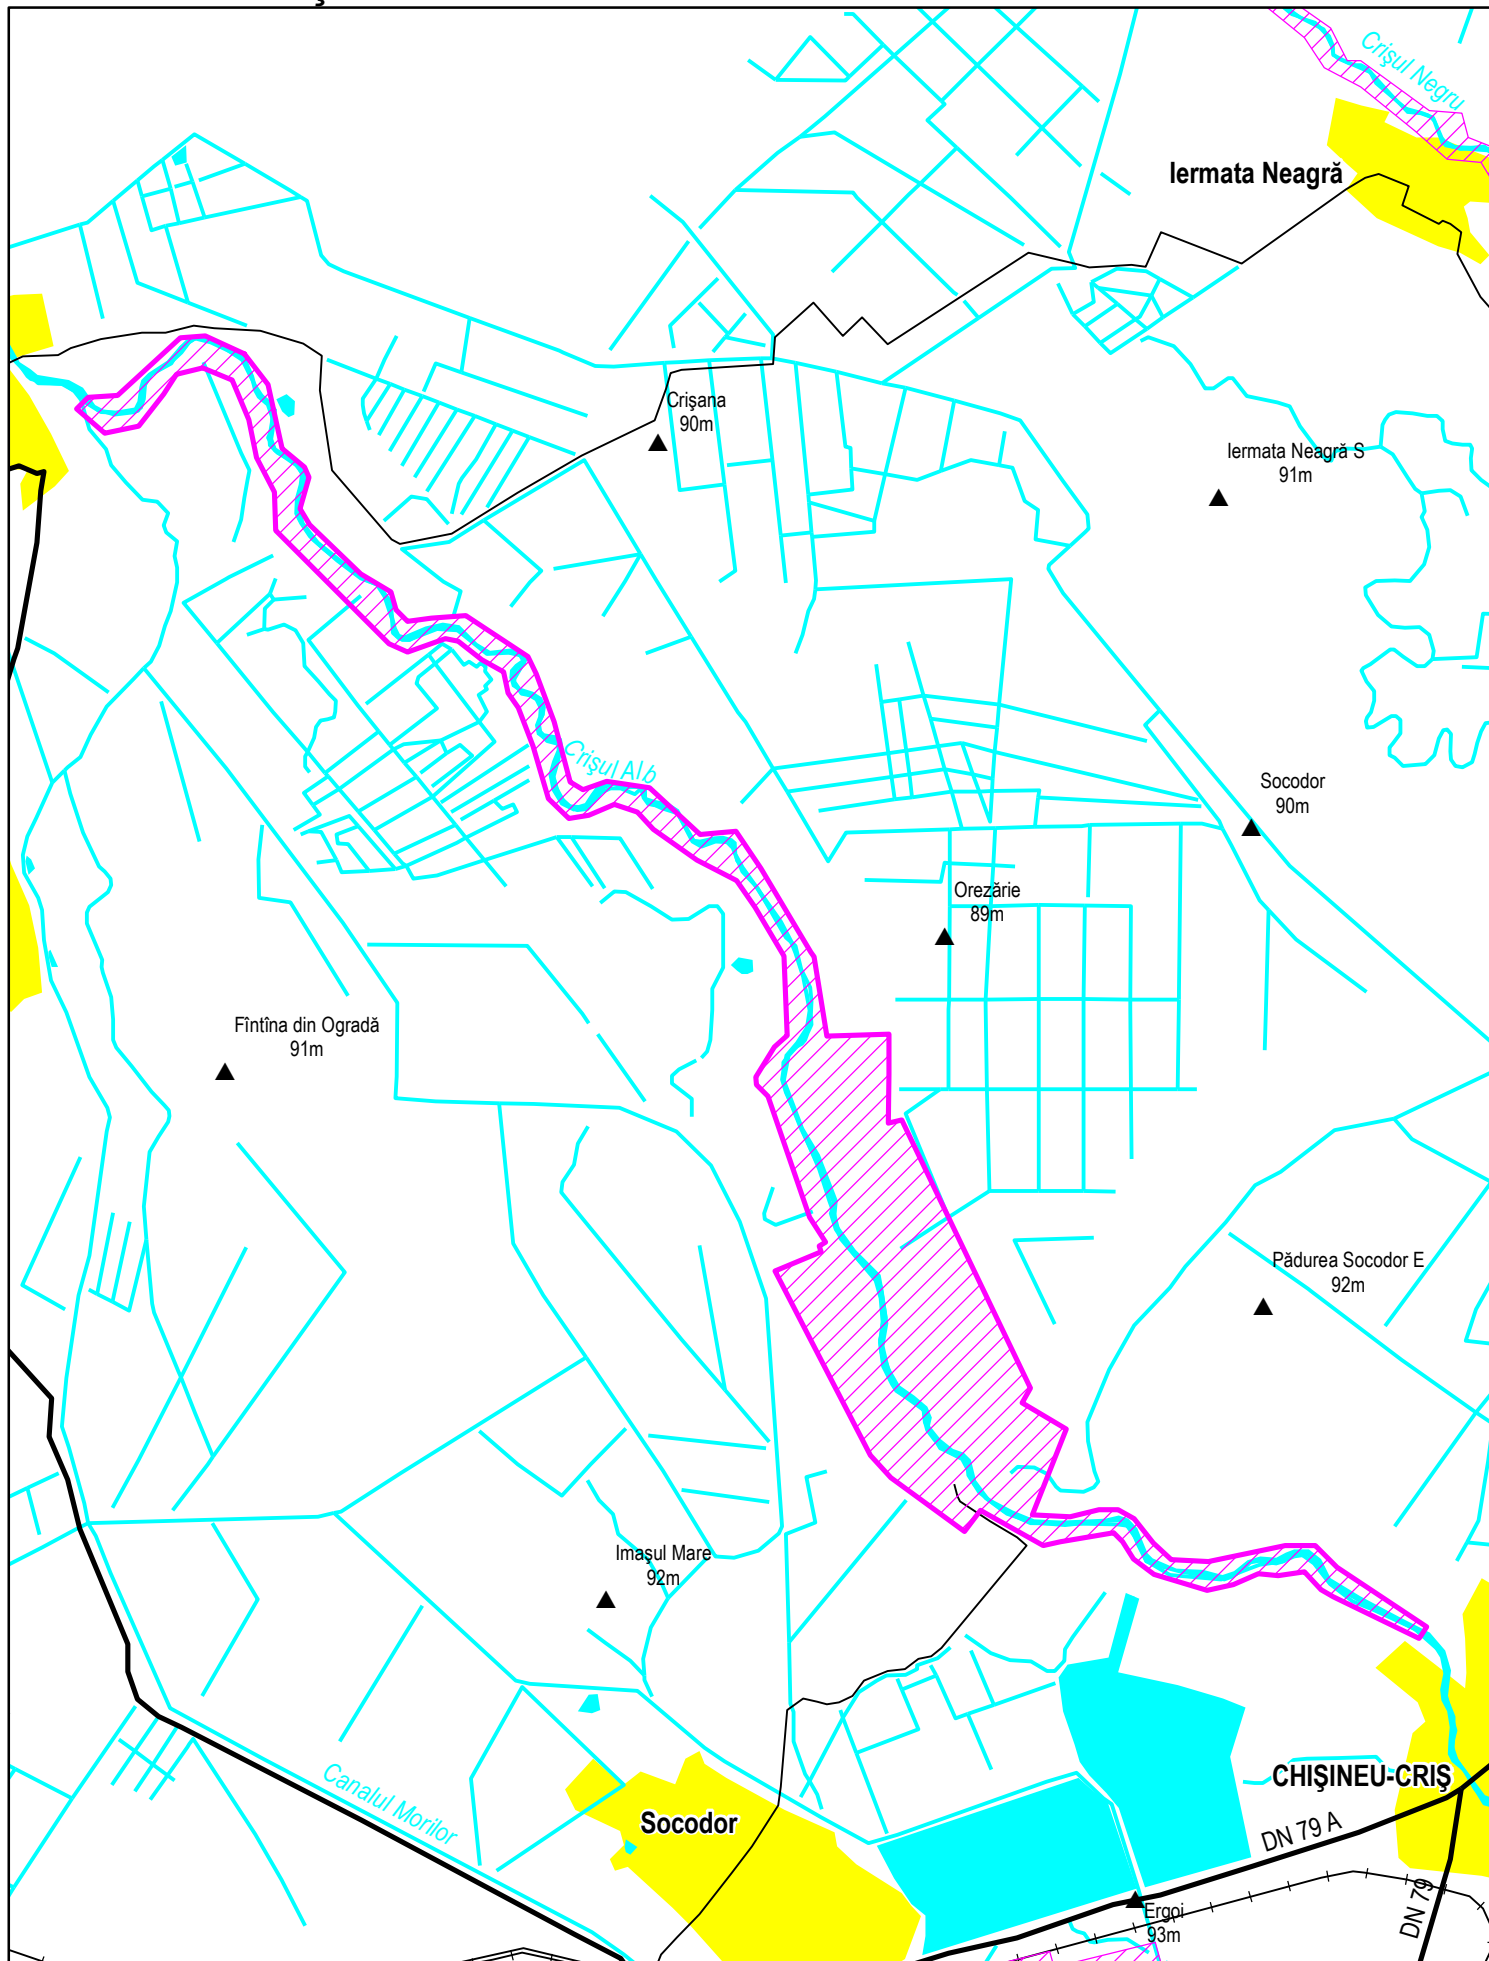 Crişul Negru
Iermata Neagră
Crişana
90m
Iermata Neagră S
91m
Crişul Alb
Socodor
90m
Orezărie
89m
Fîntîna din Ogradă
91m
Pădurea Socodor E
92m
Imaşul Mare
92m
Canalul Morilor
Socodor
CHIŞINEU-CRIŞ
DN 79 A
DN 79
Ergoi
93m